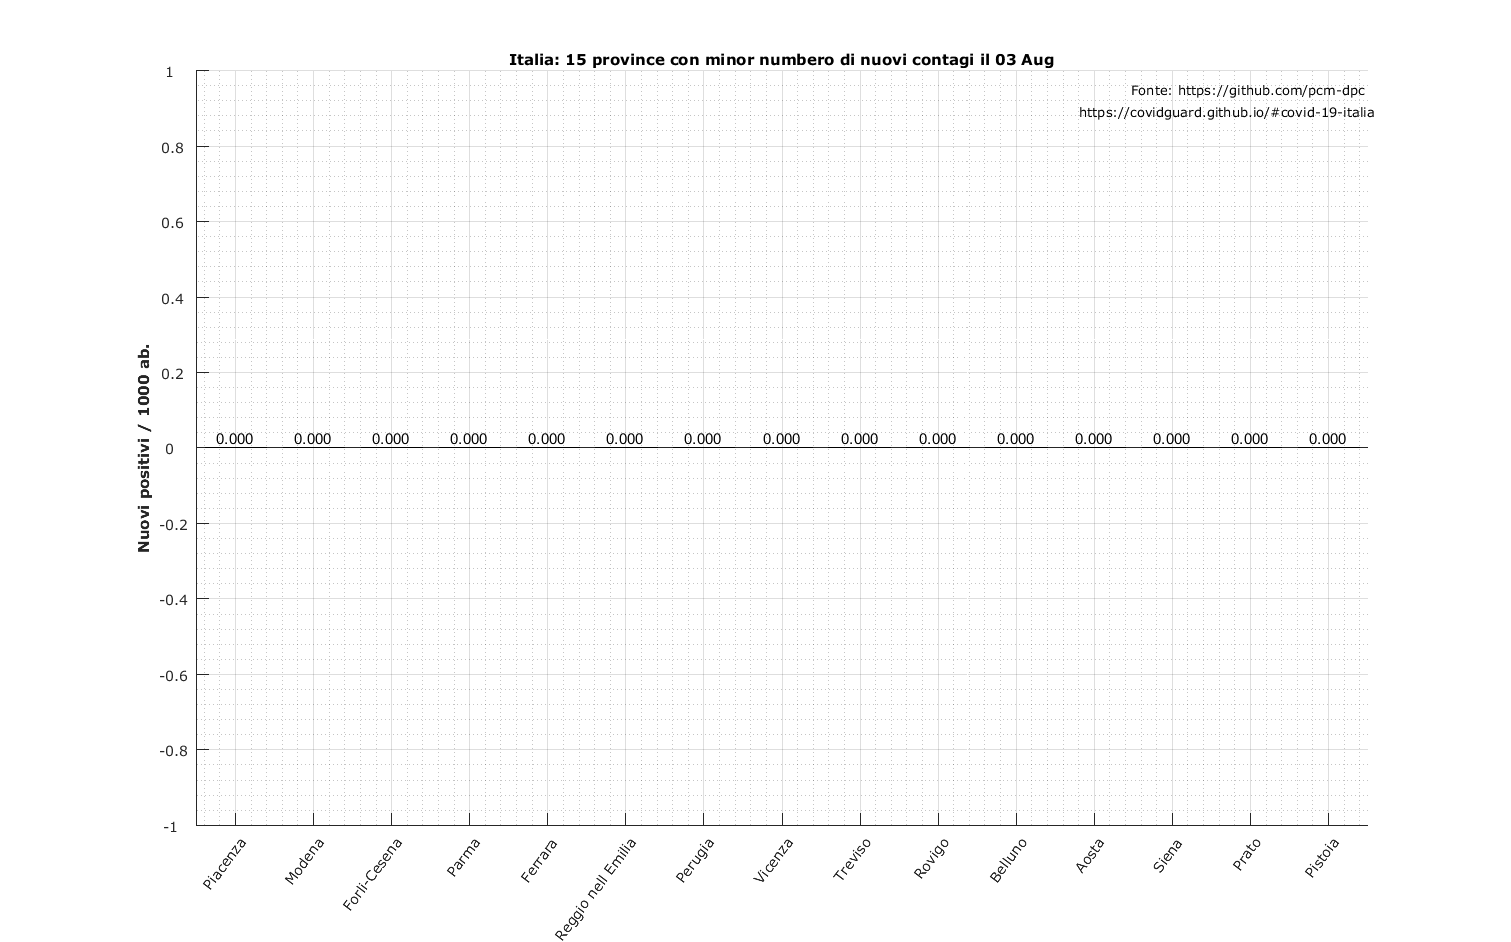 Italia: 15 province con minor numbero di nuovi contagi il 03 Aug
Fonte: https://github.com/pcm-dpc
https://covidguard.github.io/#covid-19-italia
Nuovi positivi / 1000 ab.
1
0.8
0.6
0.4
0.2
0
-0.2
-0.4
-0.6
-0.8
-1
0.000 0.000 0.000 0.000 0.000 0.000 0.000 0.000 0.000 0.000 0.000 0.000 0.000 0.000 0.000
Piacenza
Modena
Forlì-Cesena
Parma
Ferrara
Reggio nell Emilia
Perugia
Vicenza
Treviso
Rovigo
Belluno
Aosta
Siena
Prato
Pistoia